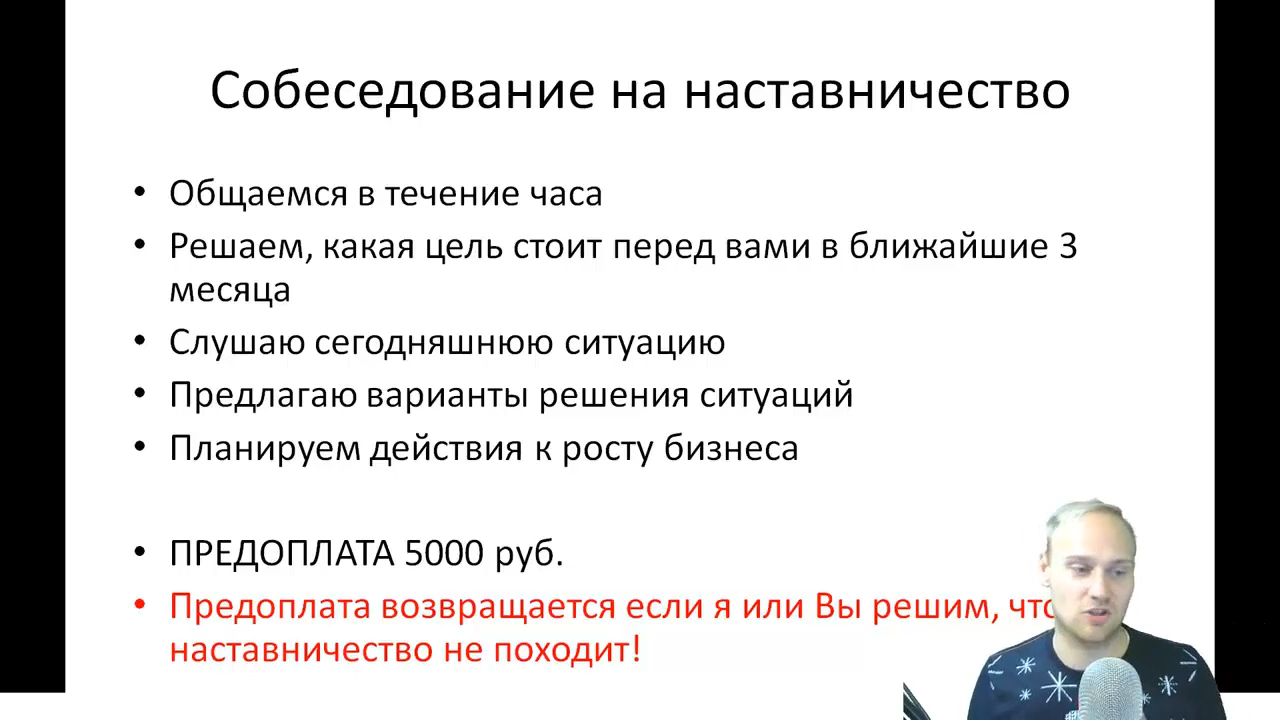 Собеседование на наставничество
• Общаемся в течение часа
• Решаем, какая цель стоит перед вами в ближайшие 3
месяца
• Слушаю сегодняшнюю ситуацию
• Предлагаю варианты решения ситуаций
• Планируем действия к росту бизнеса
• ПРЕДОПЛАТА 5000 руб.
• Предоплата возвращается если я или Вы решим, что
наставничество не походит!